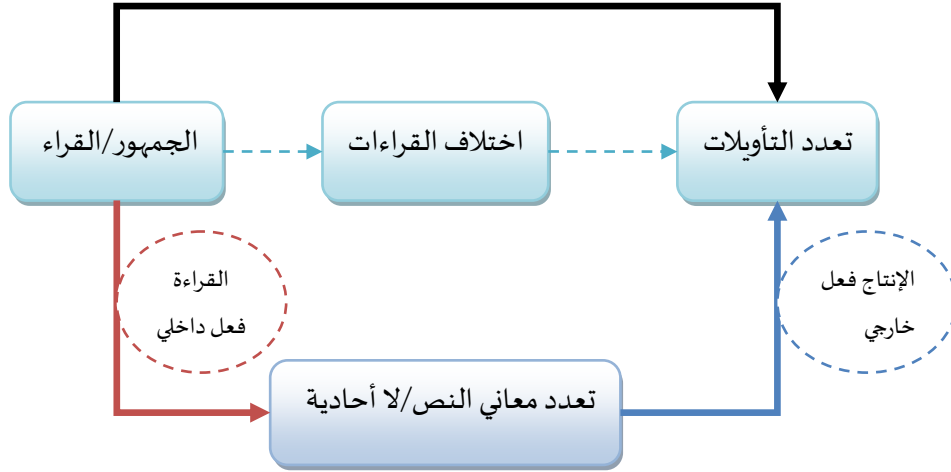 الجمهور/القراء
اختلاف القراءات
تعدد التأويلات
القراءة
فعل داخلي
الإنتاج فعل
خارجي
تعدد معاني النص/لا أحادية